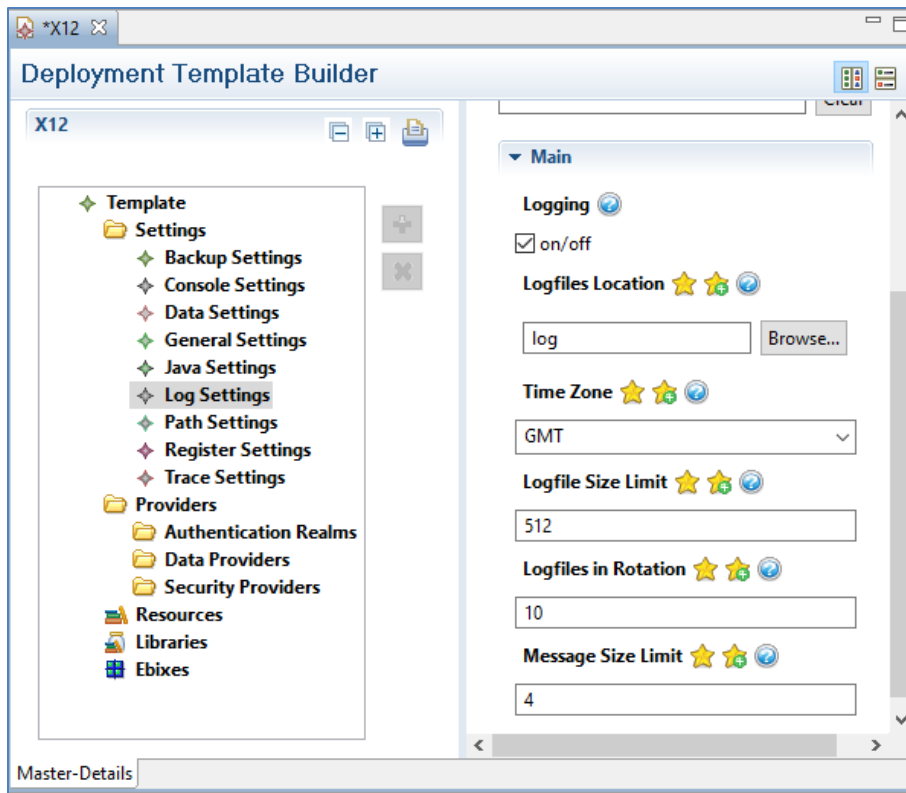 *X12
Deployment Template Builder
X12
Template
Settings
Backup Settings
Console Settings
Data Settings
General Settings
Java Settings
Log Settings
Path Settings
Register Settings
Trace Settings
Providers
Authentication Realms
Data Providers
Security Providers
Resources
Libraries
Ebixes
Clear
Main
Logging
on/off
Logfiles Location
log
Browse...
Time Zone
GMT
Logfile Size Limit
512
Logfiles in Rotation
10
Message Size Limit
4
Master-Details